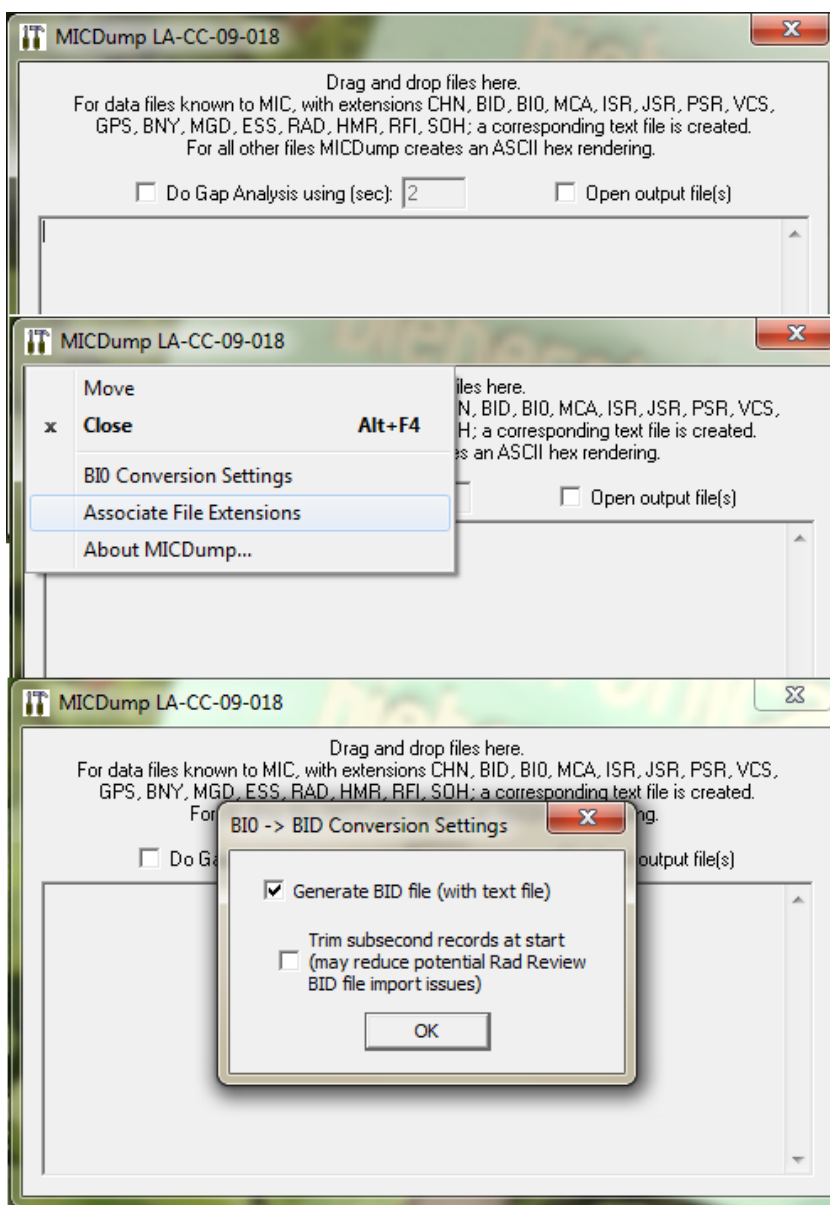 MICDump LA-CC-09-018
Drag and drop files here.
For data files known to MIC, with extensions CHN, BID, BI0, MCA, ISR, JSR, PSR, VCS,
GPS, BNY, MGD, ESS, RAD, HMR, RFI, SOH; a corresponding text file is created.
For all other files MICDump creates an ASCII hex rendering.
Do Gap Analysis using (sec): 2 Open output file(s)
MICDump LA-CC-09-018
Move
x Close Alt+F4
BI0 Conversion Settings
Associate File Extensions
About MICDump...
iles here.
N, BID, BI0, MCA, ISR, JSR, PSR, VCS,
H; a corresponding text file is created.
es an ASCII hex rendering.
Open output file(s)
MICDump LA-CC-09-018
Drag and drop files here.
For data files known to MIC, with extensions CHN, BID, BI0, MCA, ISR, JSR, PSR, VCS,
GPS, BNY, MGD, ESS, RAD, HMR, RFI, SOH; a corresponding text file is created.
For ng.
Do Ga output file(s)
BI0 -> BID Conversion Settings
Generate BID file (with text file)
Trim subsecond records at start
(may reduce potential Rad Review
BID file import issues)
OK